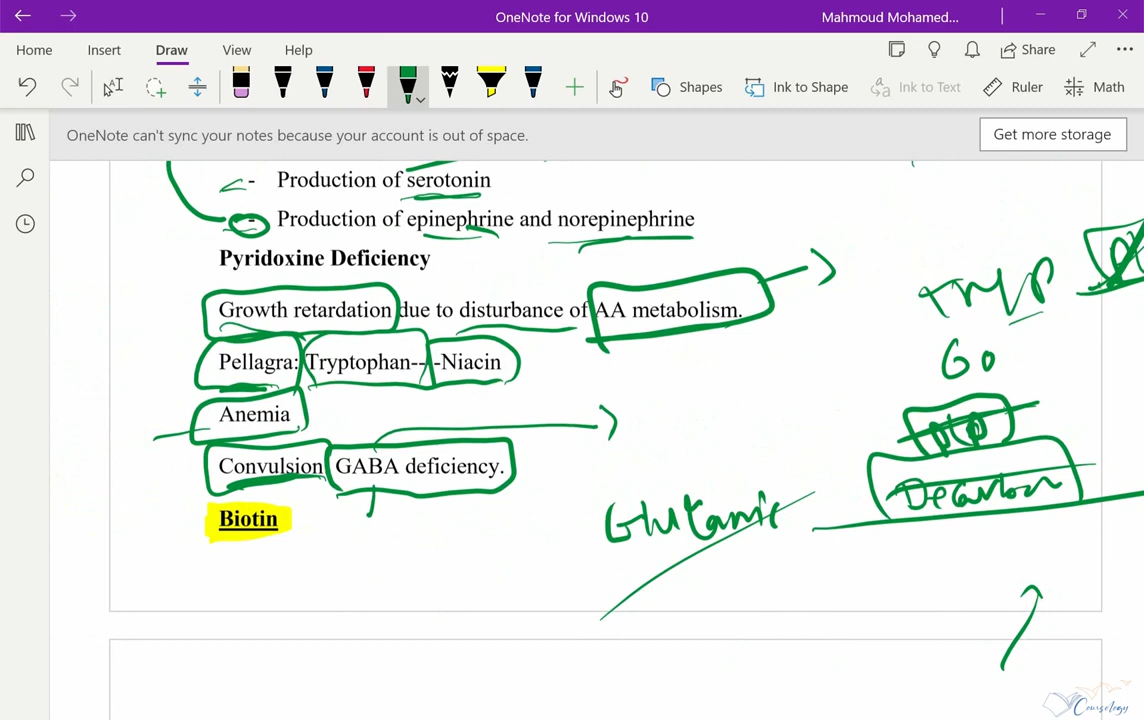 OneNote for Windows 10
Mahmoud Mohamed...
Home Insert Draw View Help
Share
Shapes Ink to Shape Ink to Text Ruler Math
OneNote can't sync your notes because your account is out of space.
Get more storage
- Production of serotonin
- Production of epinephrine and norepinephrine
Pyridoxine Deficiency
Growth retardation due to disturbance of AA metabolism.
Tryp
Pellagra: Tryptophan---Niacin
60
Anemia
PLP
Convulsion GABA deficiency.
Glutamic
Biotin
Courselogy